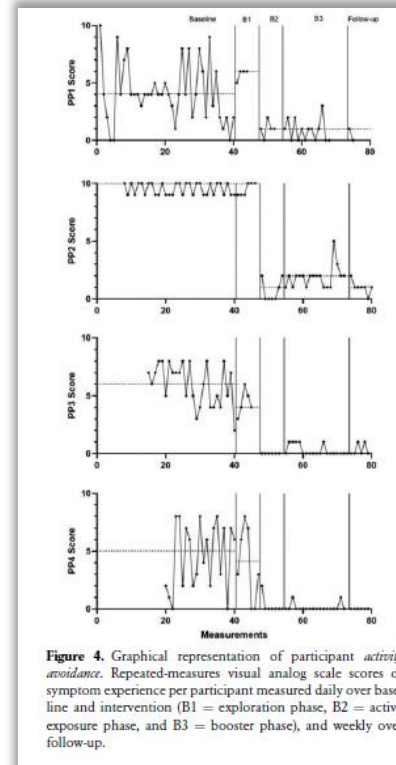 Baseline B1 B2 B3 Follow-up
10
5
0
PP1 Score
0 20 40 60 80
10
5
0
PP2 Score
0 20 40 60 80
10
5
0
PP3 Score
0 20 40 60 80
10
5
0
PP4 Score
0 20 40 60 80
Measurements
Figure 4. Graphical representation of participant activity
avoidance. Repeated-measures visual analog scale scores
symptom experience per participant measured daily over base
line and intervention (B1 = exploration phase, B2 =
exposure phase, and B3 = booster phase), and weekly
follow-up.